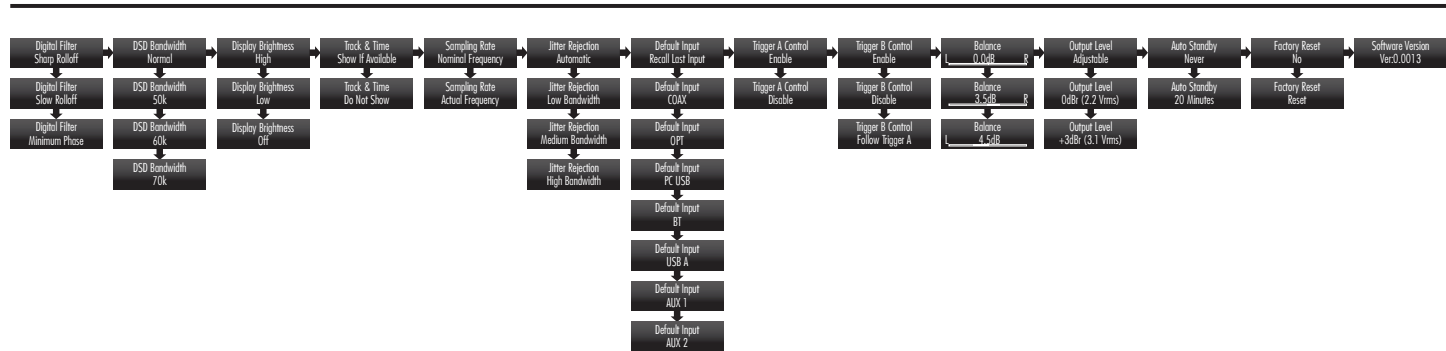 Digital Filter
Sharp Rolloff
Digital Filter
Slow Rolloff
Digital Filter
Minimum Phase
DSD Bandwidth
Normal
DSD Bandwidth
50k
DSD Bandwidth
60k
DSD Bandwidth
70k
Display Brightness
High
Display Brightness
Low
Display Brightness
Off
Track & Time
Show If Available
Track & Time
Do Not Show
Sampling Rate
Nominal Frequency
Sampling Rate
Actual Frequency
Jitter Rejection
Automatic
Jitter Rejection
Low Bandwidth
Jitter Rejection
Medium Bandwidth
Jitter Rejection
High Bandwidth
Default Input
Recall Last Input
Default Input
COAX
Default Input
OPT
Default Input
PC USB
Default Input
BT
Default Input
USB A
Default Input
AUX 1
Default Input
AUX 2
Trigger A Control
Enable
Trigger A Control
Disable
Trigger B Control
Enable
Trigger B Control
Disable
Trigger B Control
Follow Trigger A
Balance
L 0.0dB R
Balance
3.5dB R
Balance
L 4.5dB
Output Level
Adjustable
Output Level
0dBr (2.2 Vrms)
Output Level
+3dBr (3.1 Vrms)
Auto Standby
Never
Auto Standby
20 Minutes
Factory Reset
No
Factory Reset
Reset
Software Version
Ver:0.0013